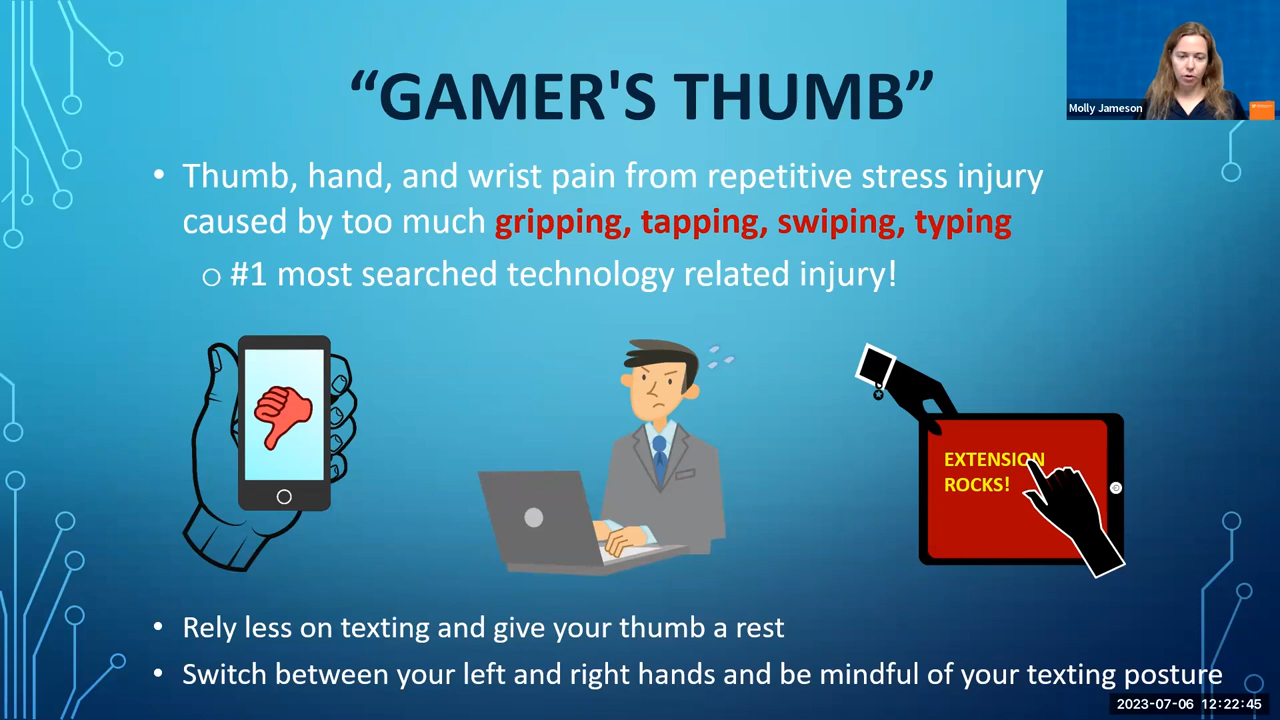 “GAMER'S THUMB”
Molly Jameson
• Thumb, hand, and wrist pain from repetitive stress injury
caused by too much gripping, tapping, swiping, typing
o #1 most searched technology related injury!
EXTENSION
ROCKS!
• Rely less on texting and give your thumb a rest
• Switch between your left and right hands and be mindful of your texting posture
2023-07-06 12:22:45